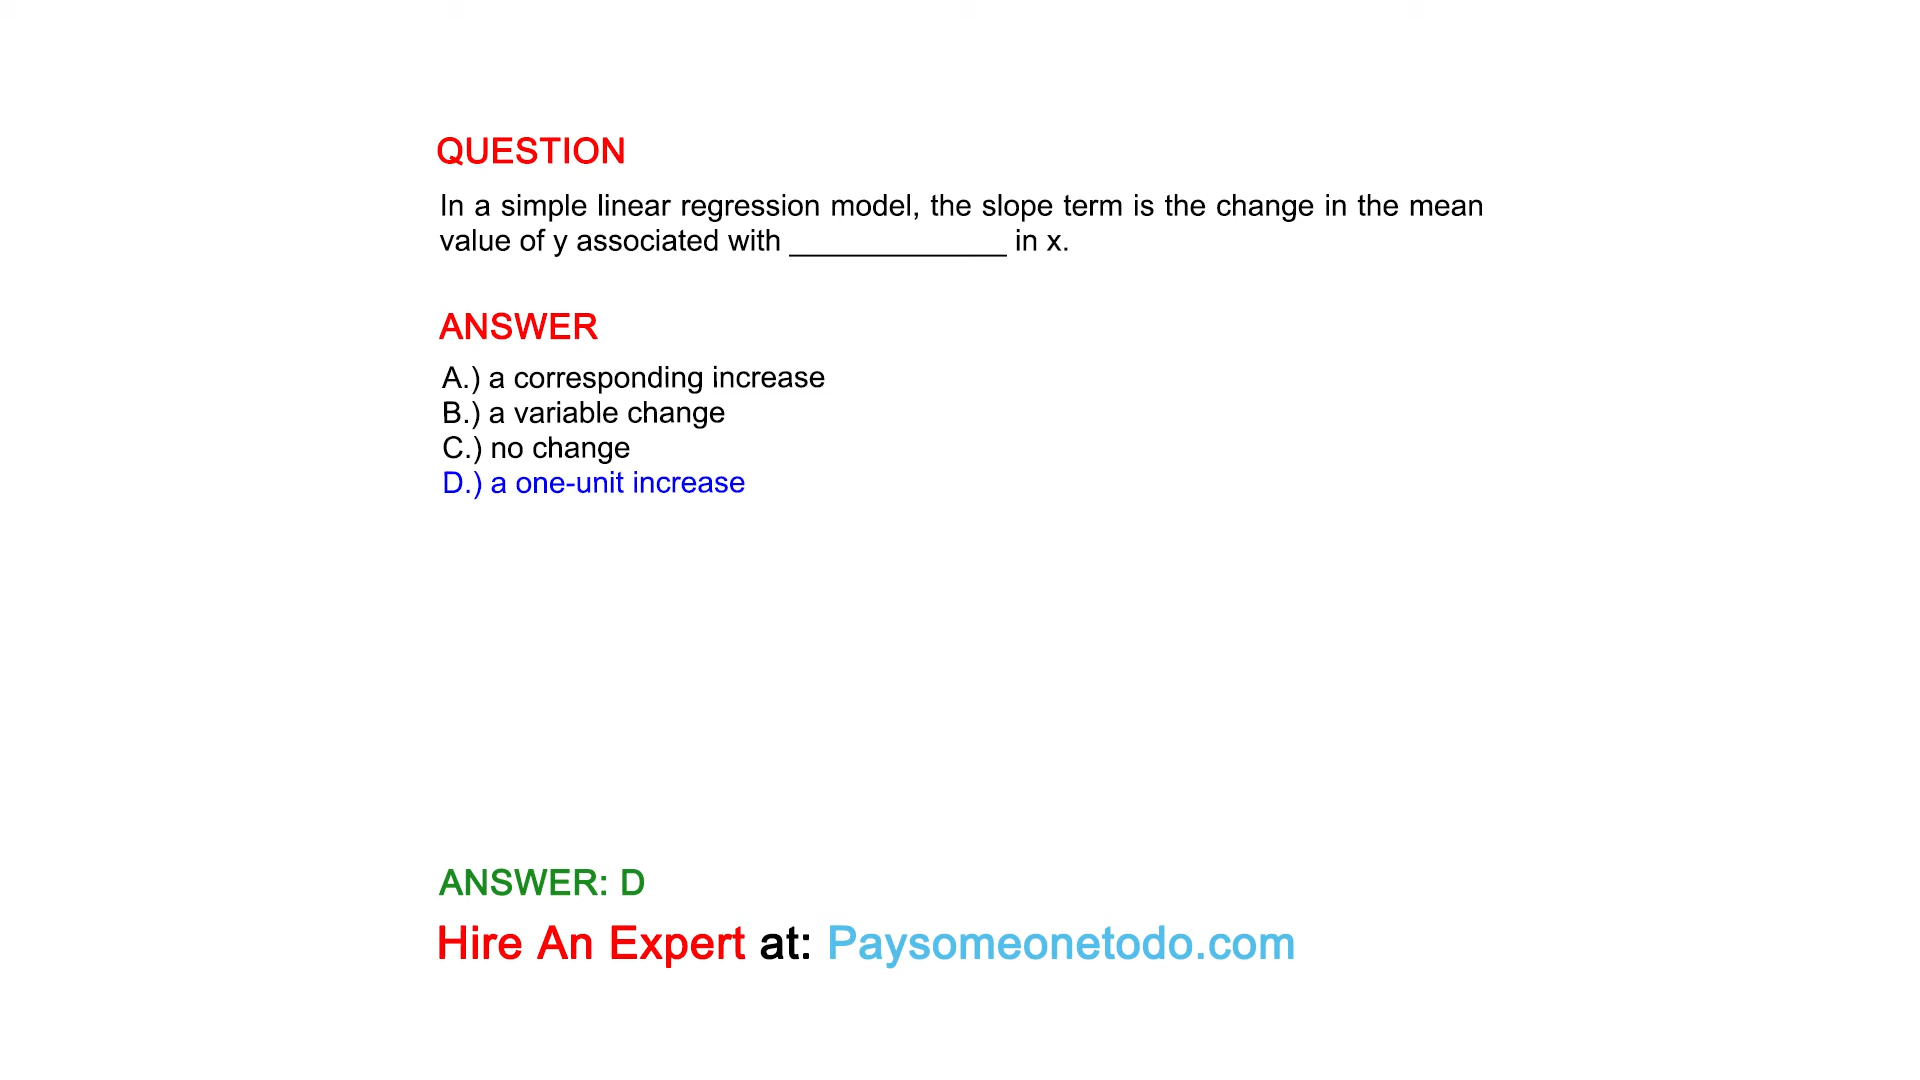 QUESTION
In a simple linear regression model, the slope term is the change in the mean
value of y associated with _____________ in x.
ANSWER
A.) a corresponding increase
B.) a variable change
C.) no change
D.) a one-unit increase
ANSWER: D
Hire An Expert at: Paysomeonetodo.com